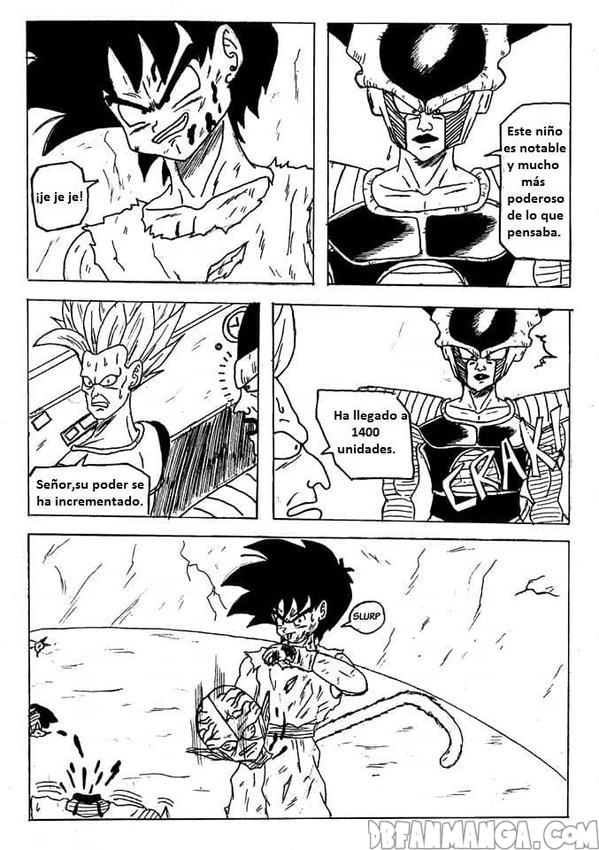 ¡je je je!
Este niño
es notable
y mucho
más
poderoso
de lo que
pensaba.
Señor,su poder se
ha incrementado.
Ha llegado a
1400
unidades.
CRAK!
SLURP
DBFANMANGA.COM